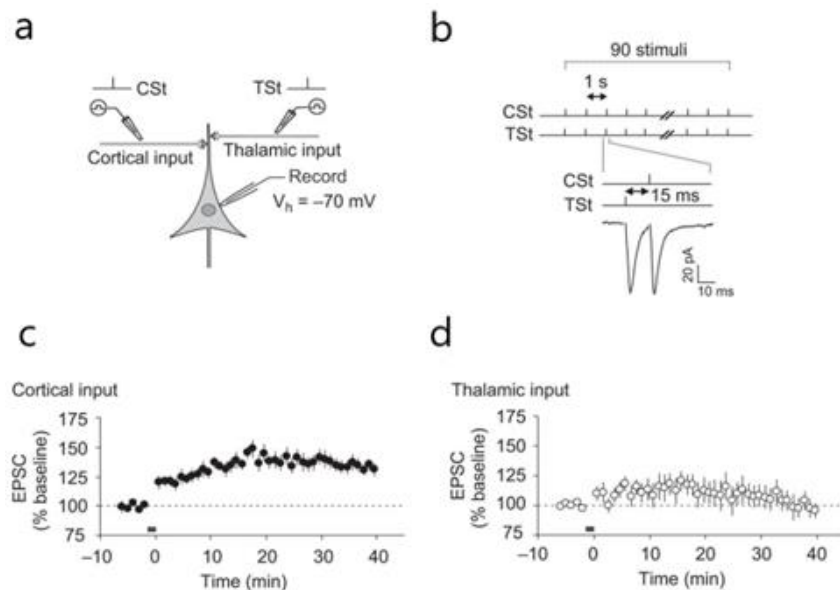 a
CSt
TSt
Cortical input
Thalamic input
Record
Vh = –70 mV
b
90 stimuli
1 s
CSt
TSt
CSt
15 ms
TSt
20 pA
10 ms
c
Cortical input
175
150
125
100
75
EPSC
(% baseline)
–10 0 10 20 30 40
Time (min)
d
Thalamic input
175
150
125
100
75
EPSC
(% baseline)
–10 0 10 20 30 40
Time (min)